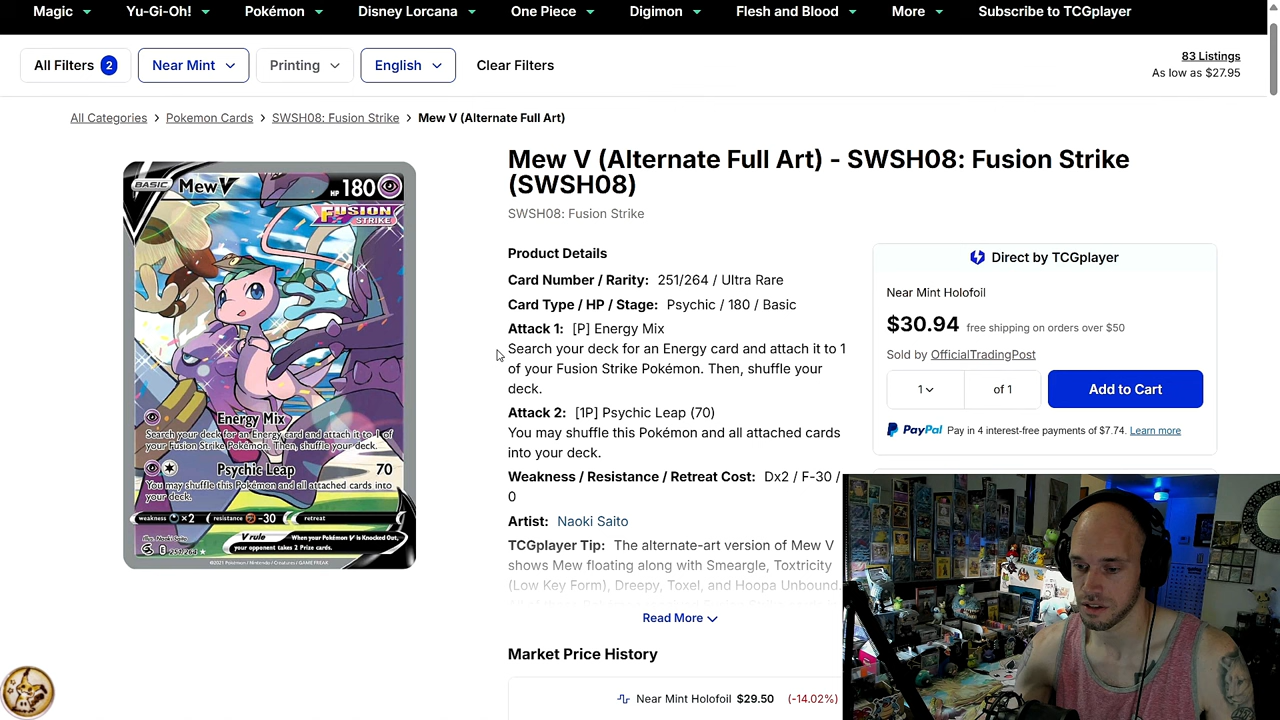 Magic
Yu-Gi-Oh!
Pokémon
Disney Lorcana
One Piece
Digimon
Flesh and Blood
More
Subscribe to TCGplayer
All Filters 2
Near Mint
Printing
English
Clear Filters
83 Listings
As low as $27.95
All Categories > Pokemon Cards > SWSH08: Fusion Strike > Mew V (Alternate Full Art)
BASIC Mew V HP 180
FUSION
STRIKE
Energy Mix
Search your deck for an Energy card and attach it to 1 of
your Fusion Strike Pokémon. Then, shuffle your deck.
Psychic Leap 70
You may shuffle this Pokémon and all attached cards into
your deck.
weakness ×2 resistance -30 retreat
V rule When your Pokémon V is Knocked Out,
your opponent takes 2 Prize cards.
Illus. Naoki Saito
251/264
©2021 Pokémon / Nintendo / Creatures / GAME FREAK
Mew V (Alternate Full Art) - SWSH08: Fusion Strike
(SWSH08)
SWSH08: Fusion Strike
Product Details
Card Number / Rarity: 251/264 / Ultra Rare
Card Type / HP / Stage: Psychic / 180 / Basic
Attack 1: [P] Energy Mix
Search your deck for an Energy card and attach it to 1
of your Fusion Strike Pokémon. Then, shuffle your
deck.
Attack 2: [1P] Psychic Leap (70)
You may shuffle this Pokémon and all attached cards
into your deck.
Weakness / Resistance / Retreat Cost: Dx2 / F-30 /
0
Artist: Naoki Saito
TCGplayer Tip: The alternate-art version of Mew V
shows Mew floating along with Smeargle, Toxtricity
(Low Key Form), Dreepy, Toxel, and Hoopa Unbound.
Read More
Market Price History
Near Mint Holofoil $29.50 (-14.02%)
Direct by TCGplayer
Near Mint Holofoil
$30.94 free shipping on orders over $50
Sold by OfficialTradingPost
1 of 1
Add to Cart
PayPal Pay in 4 interest-free payments of $7.74. Learn more